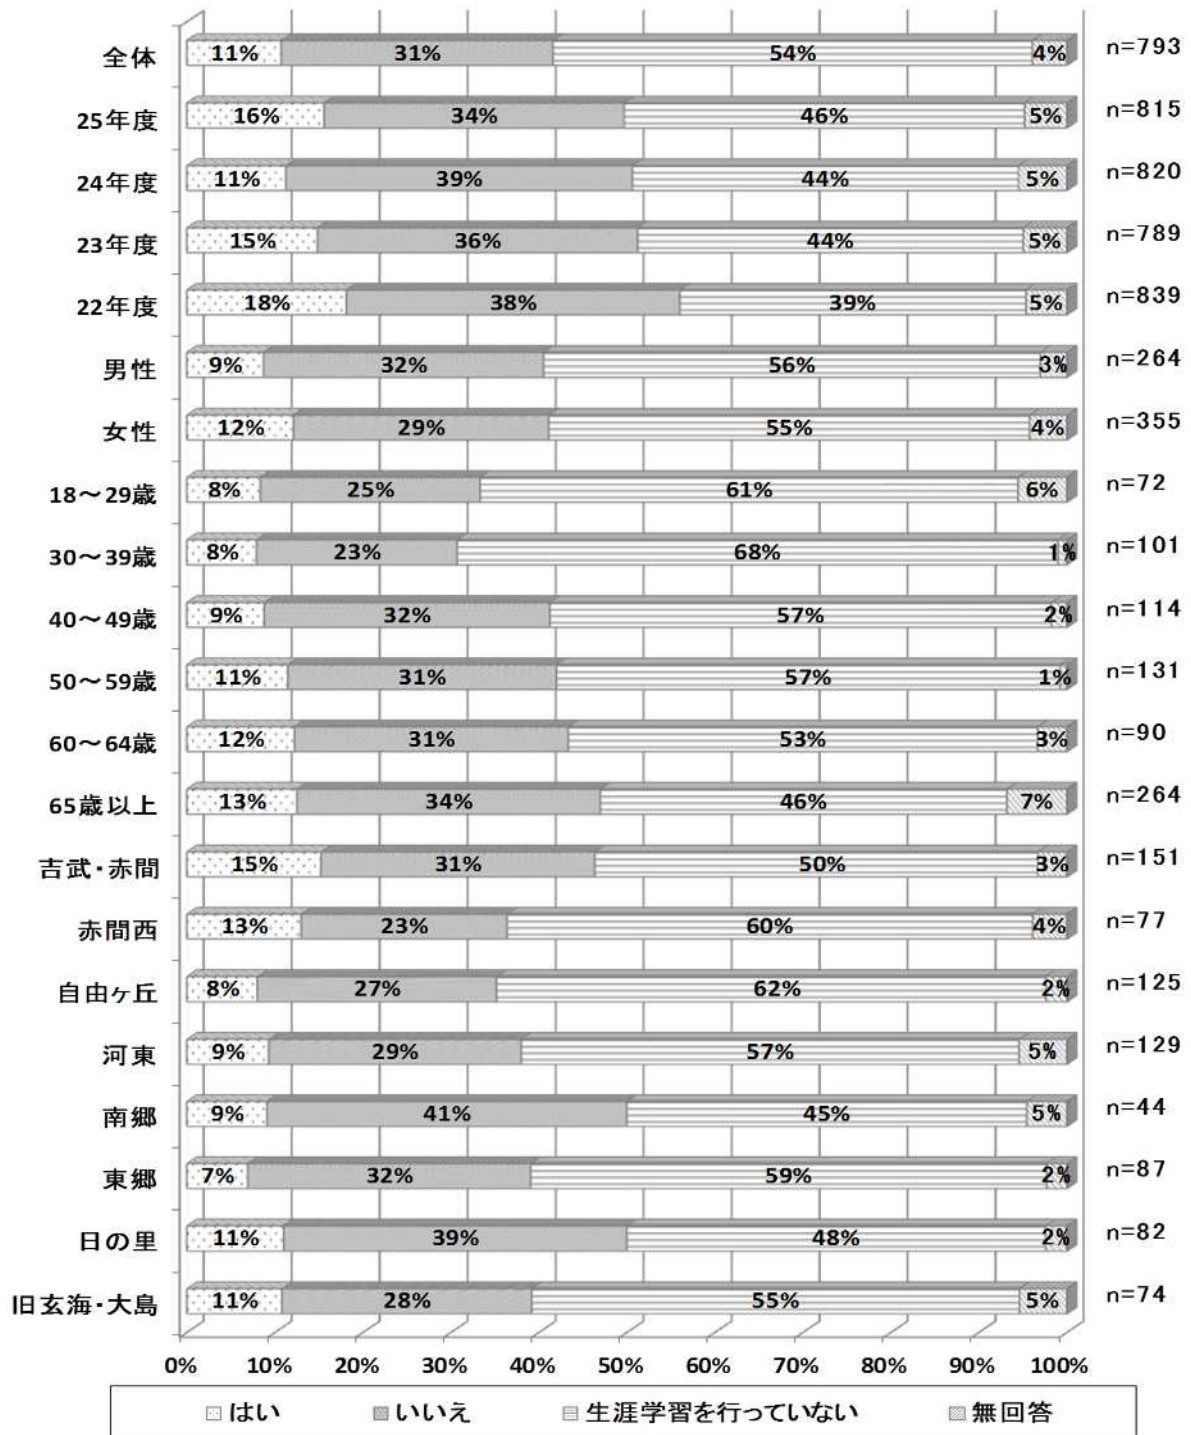 全体 11% 31% 54% 4% n=793
25年度 16% 34% 46% 5% n=815
24年度 11% 39% 44% 5% n=820
23年度 15% 36% 44% 5% n=789
22年度 18% 38% 39% 5% n=839
男性 9% 32% 56% 3% n=264
女性 12% 29% 55% 4% n=355
18～29歳 8% 25% 61% 6% n=72
30～39歳 8% 23% 68% 1% n=101
40～49歳 9% 32% 57% 2% n=114
50～59歳 11% 31% 57% 1% n=131
60～64歳 12% 31% 53% 3% n=90
65歳以上 13% 34% 46% 7% n=264
吉武・赤間 15% 31% 50% 3% n=151
赤間西 13% 23% 60% 4% n=77
自由ヶ丘 8% 27% 62% 2% n=125
河東 9% 29% 57% 5% n=129
南郷 9% 41% 45% 5% n=44
東郷 7% 32% 59% 2% n=87
日の里 11% 39% 48% 2% n=82
旧玄海・大島 11% 28% 55% 5% n=74
0% 10% 20% 30% 40% 50% 60% 70% 80% 90% 100%
はい いいえ 生涯学習を行っていない 無回答